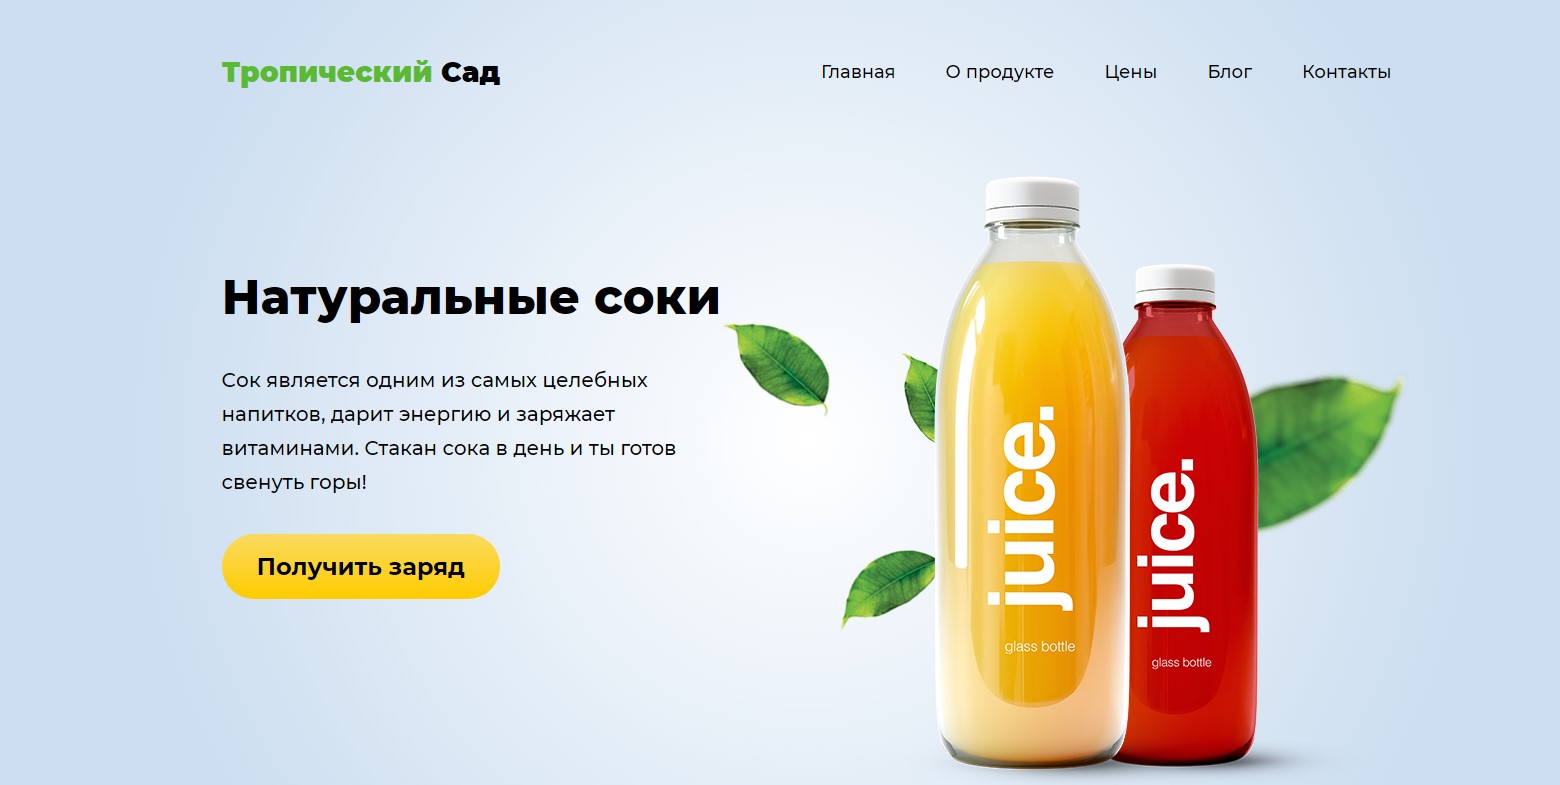 Тропический Сад
Главная О продукте Цены Блог Контакты
Натуральные соки
Сок является одним из самых целебных
напитков, дарит энергию и заряжает
витаминами. Стакан сока в день и ты готов
свенуть горы!
Получить заряд
juice.
glass bottle
juice.
glass bottle